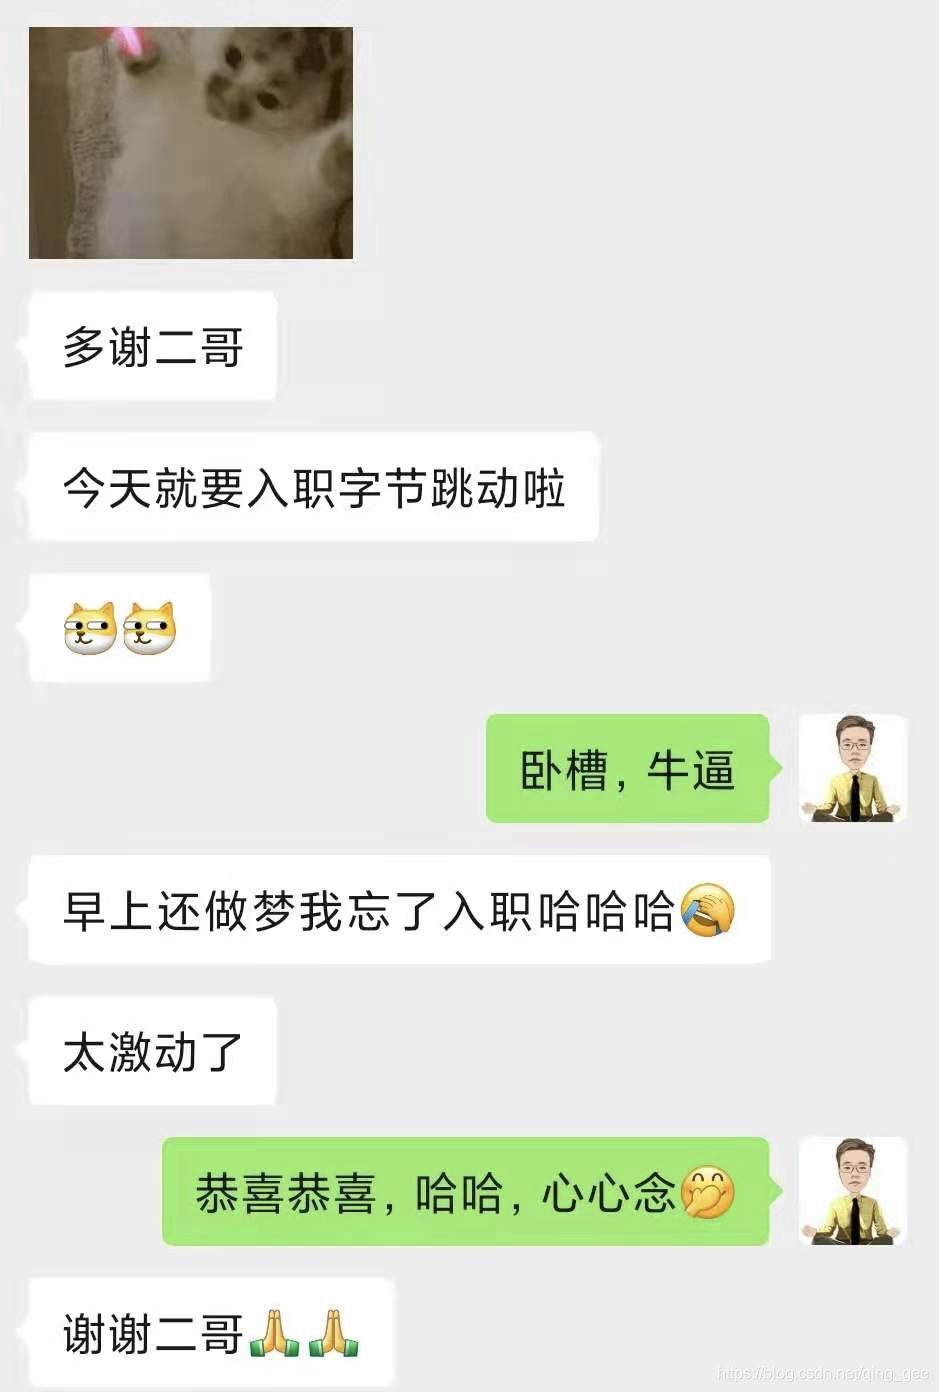 多谢二哥
今天就要入职字节跳动啦
卧槽，牛逼
早上还做梦我忘了入职哈哈哈
太激动了
恭喜恭喜，哈哈，心心念
谢谢二哥
https://blog.csdn.net/qing_gee